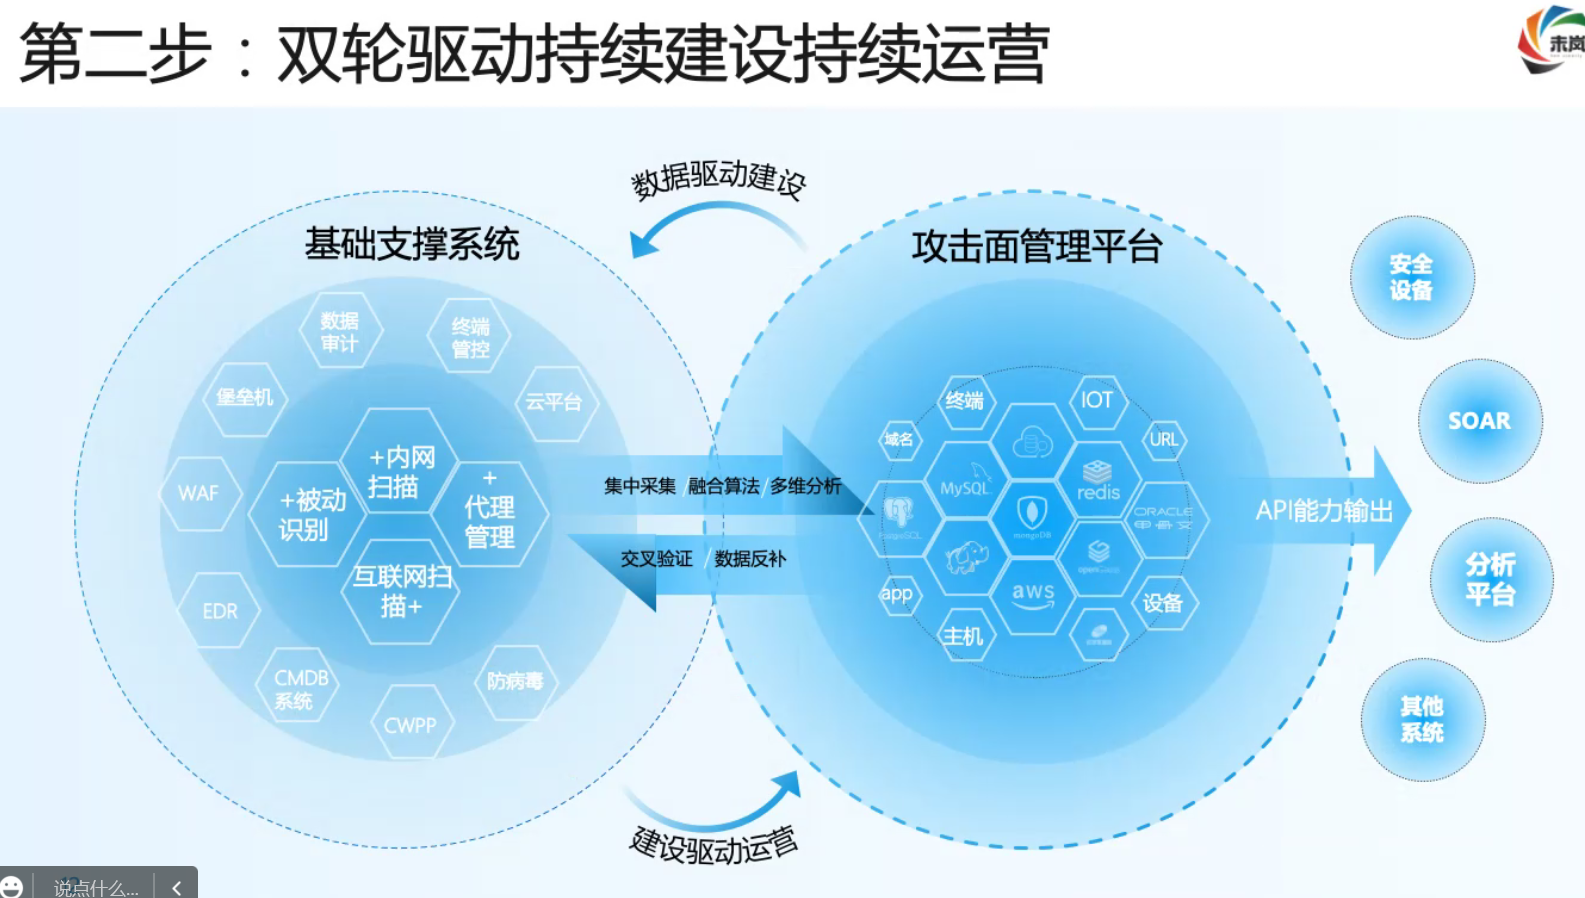 第二步：双轮驱动持续建设持续运营
未岚
数据驱动建设
基础支撑系统
攻击面管理平台
数据
审计
终端
管控
堡垒机
云平台
WAF
+内网
扫描
+被动
识别
+
代理
管理
互联网扫
描+
EDR
CMDB
系统
CWPP
防病毒
集中采集/融合算法/多维分析
交叉验证/数据反补
终端
IOT
域名
URL
MySQL
redis
mongoDB
ORACLE
甲骨文
aws
app
主机
设备
API能力输出
安全
设备
SOAR
分析
平台
其他
系统
建设驱动运营
说点什么...